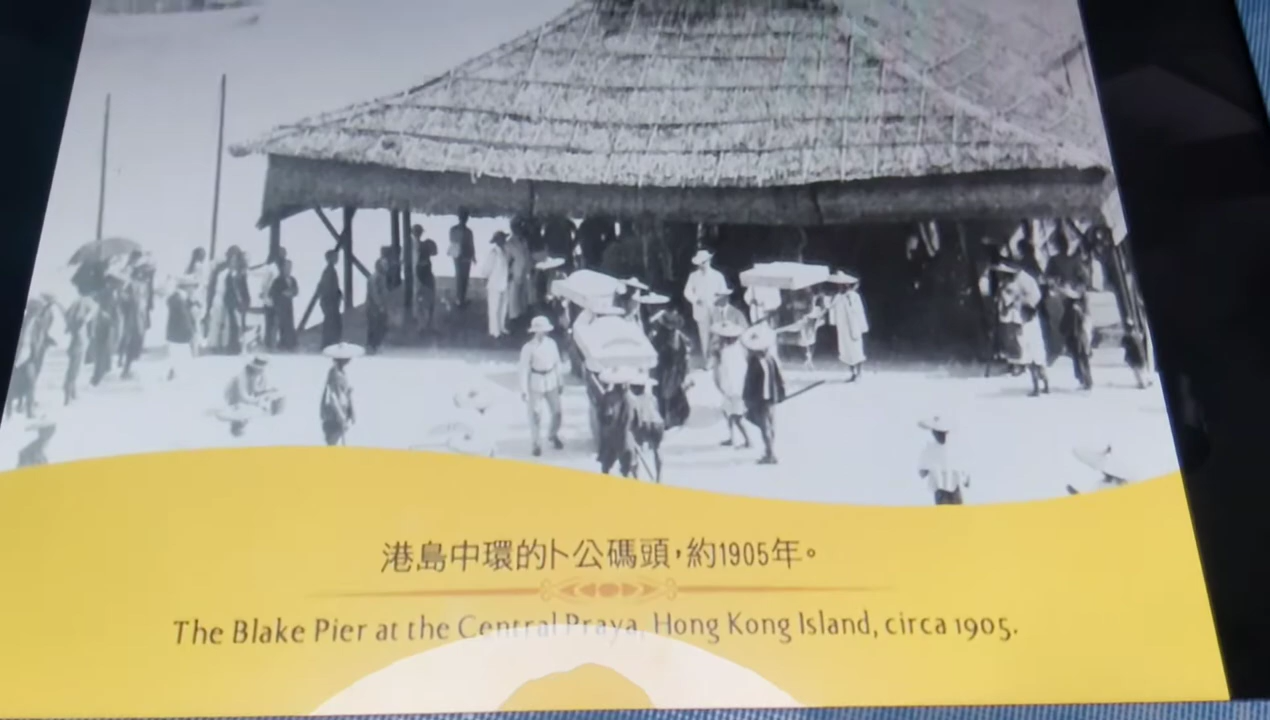 港島中環的卜公碼頭，約1905年。
The Blake Pier at the Central Praya, Hong Kong Island, circa 1905.